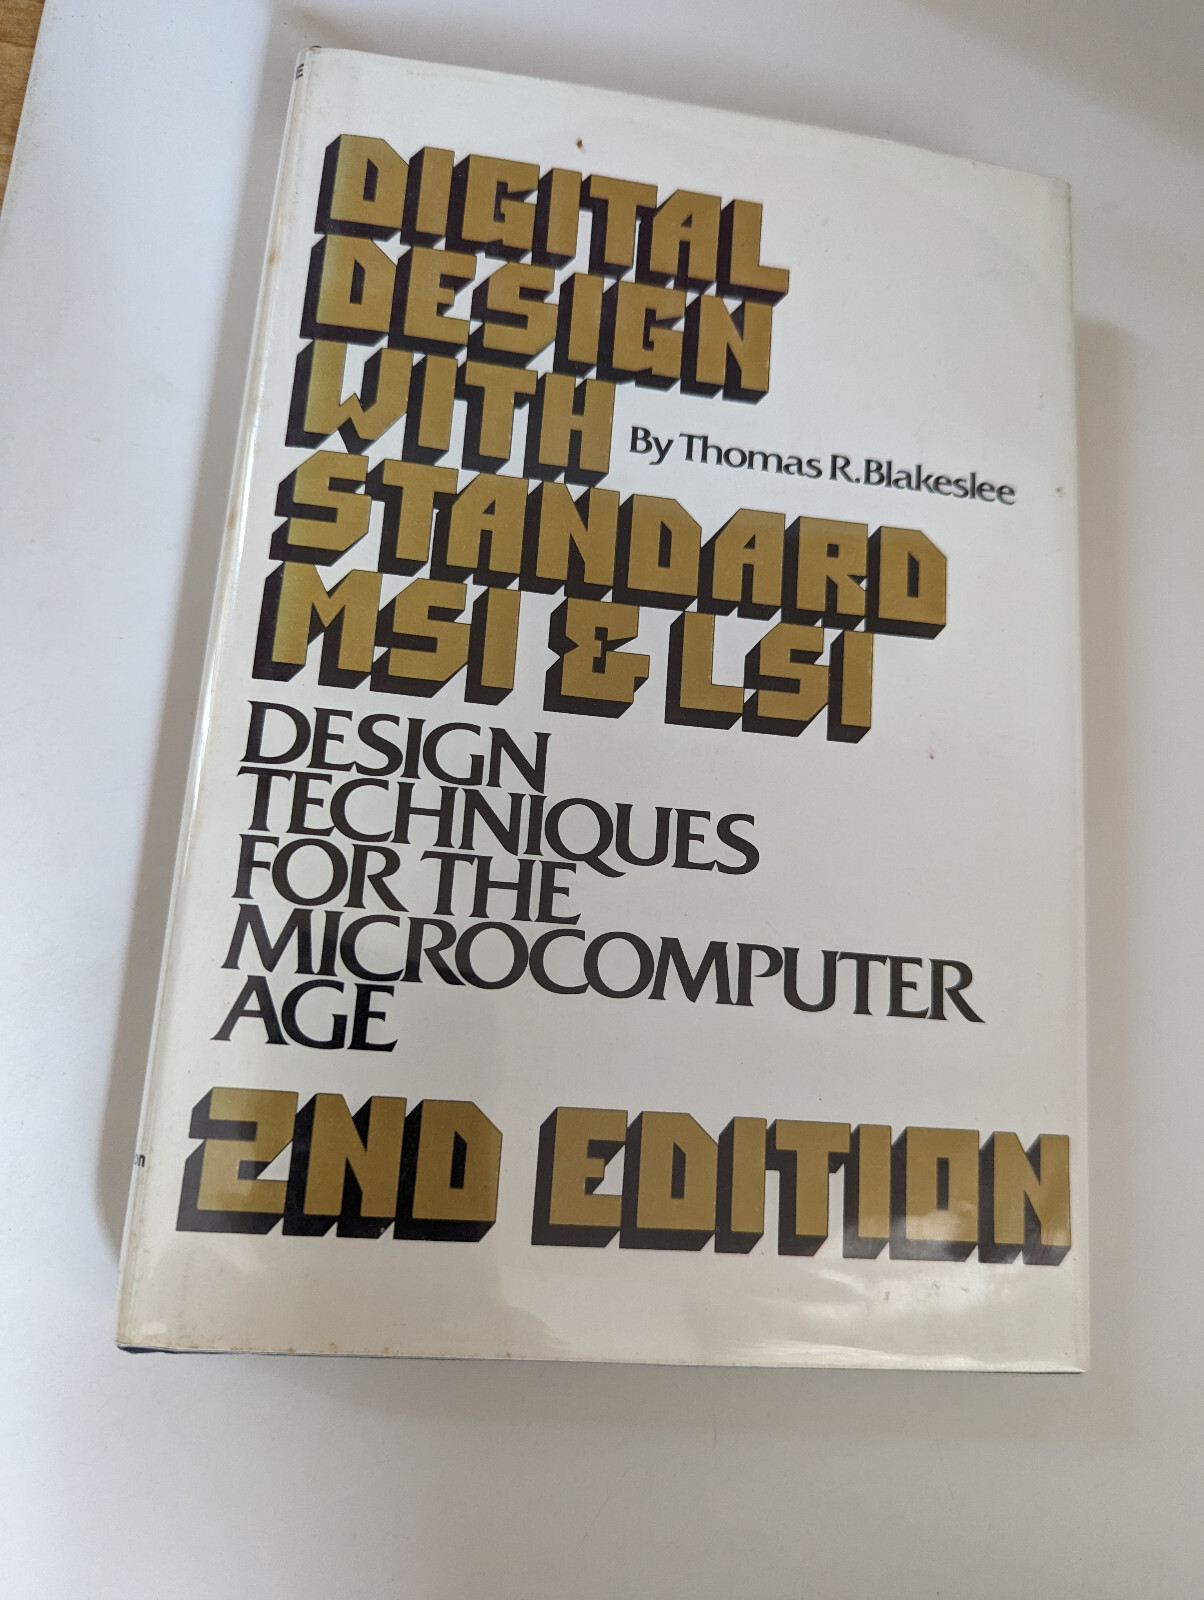 DIGITAL
DESIGN
WITH
By Thomas R. Blakeslee
STANDARD
MSI & LSI
DESIGN
TECHNIQUES
FOR THE
MICROCOMPUTER
AGE
2ND EDITION